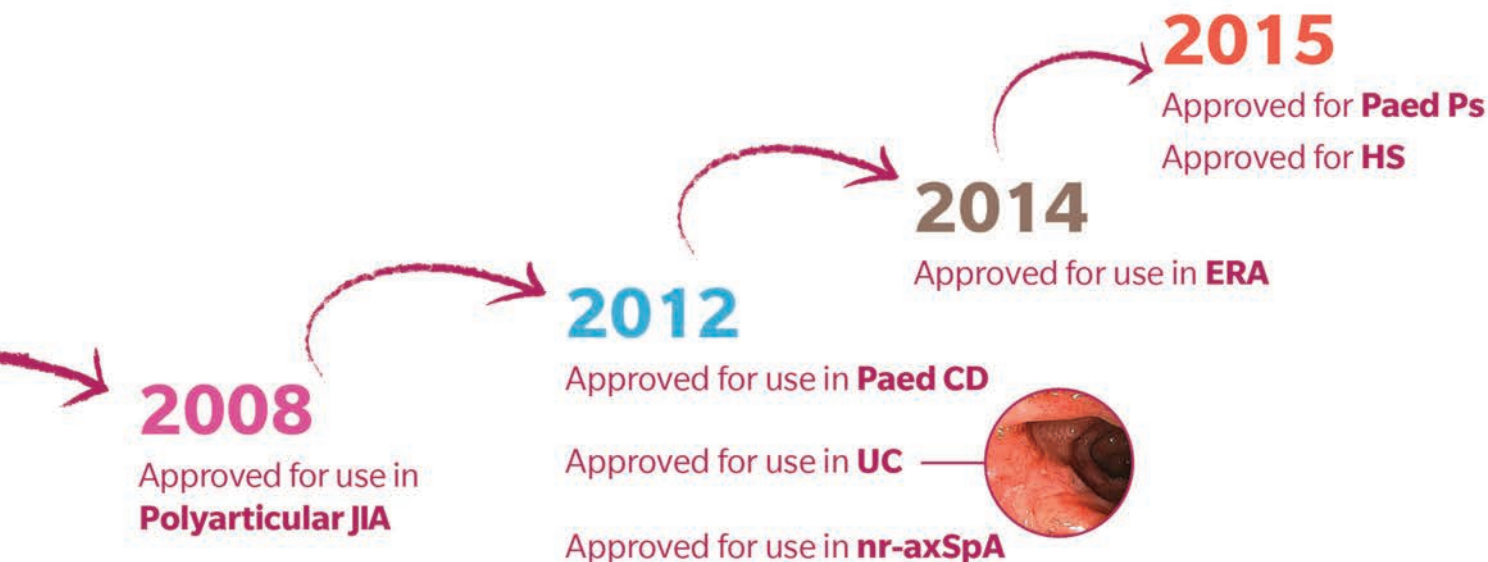 2008
Approved for use in
Polyarticular JIA
2012
Approved for use in Paed CD
Approved for use in UC
Approved for use in nr-axSpA
2014
Approved for use in ERA
2015
Approved for Paed Ps
Approved for HS